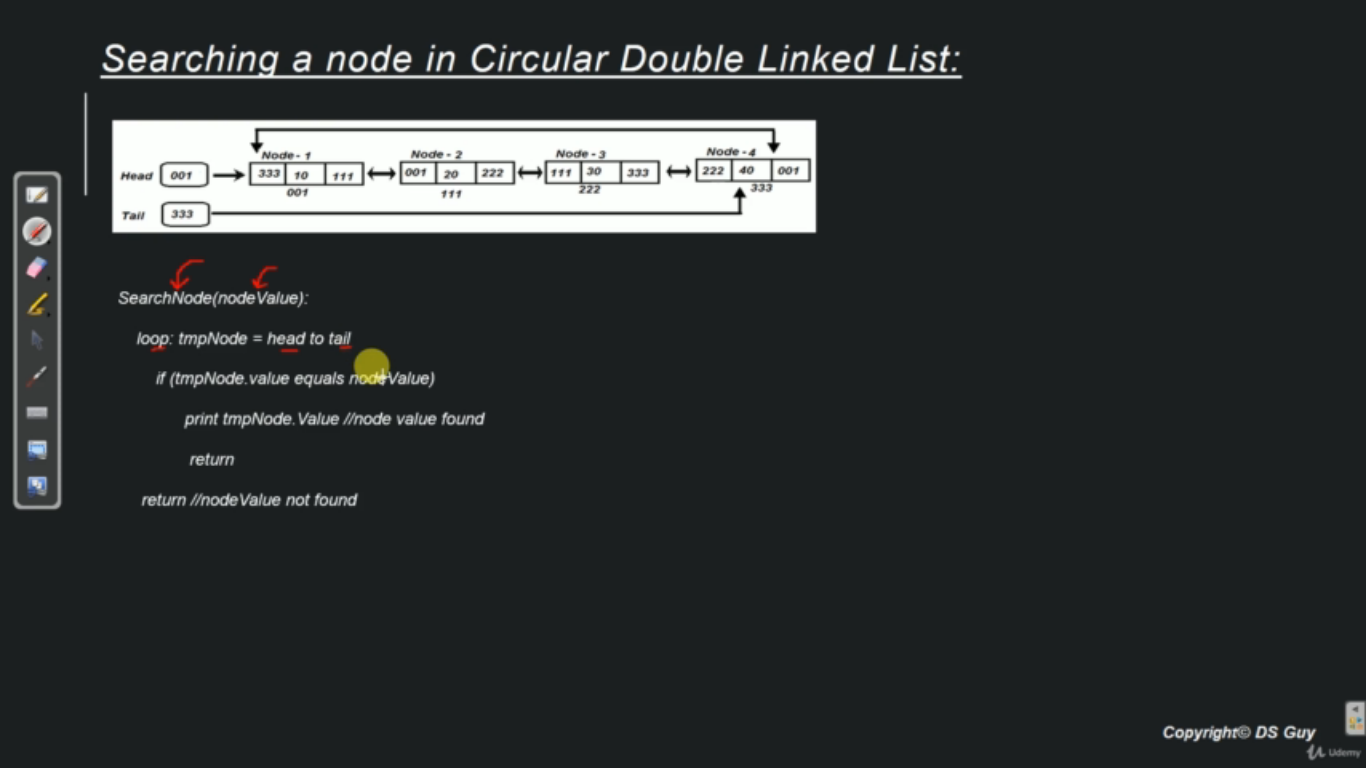 Searching a node in Circular Double Linked List:
Node - 1 Node - 2 Node - 3 Node - 4
Head 001 333 10 111 001 20 222 111 30 333 222 40 001
001 111 222 333
Tail 333
SearchNode(nodeValue):
loop: tmpNode = head to tail
if (tmpNode.value equals nodeValue)
print tmpNode.Value //node value found
return
return //nodeValue not found
Copyright© DS Guy
Udemy